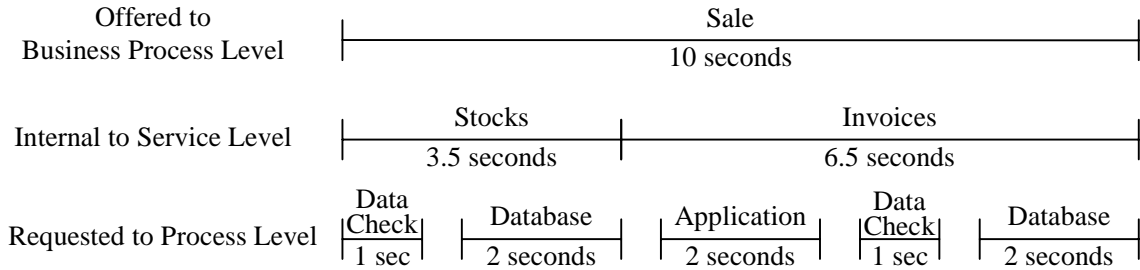 Offered to
Business Process Level
Sale
10 seconds
Internal to Service Level
Stocks
3.5 seconds
Invoices
6.5 seconds
Requested to Process Level
Data
Check
1 sec
Database
2 seconds
Application
2 seconds
Data
Check
1 sec
Database
2 seconds